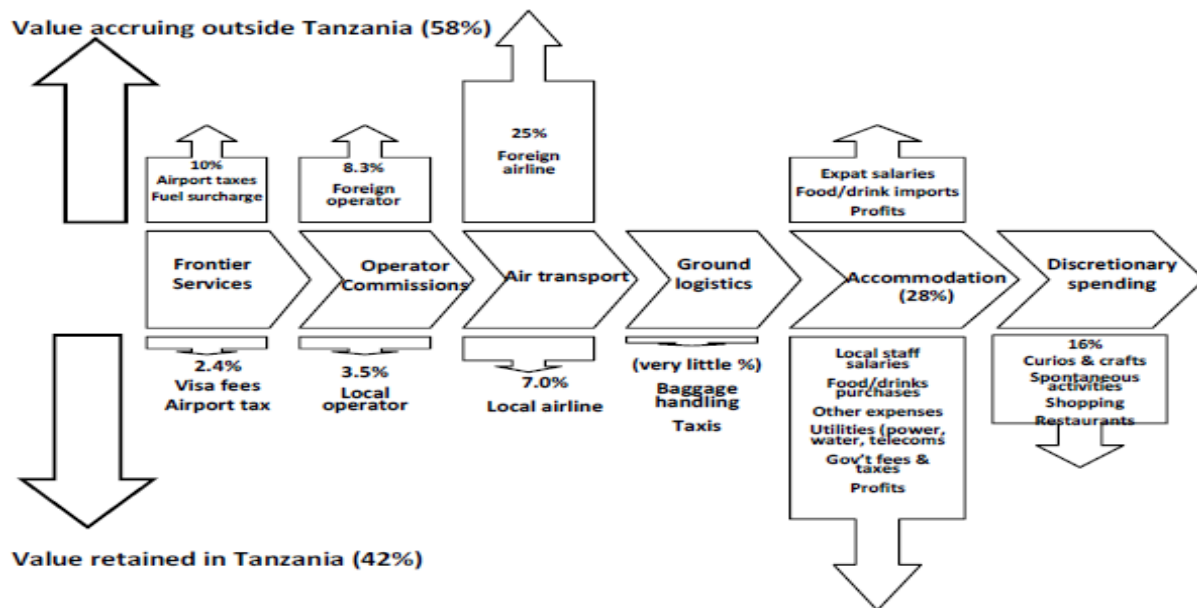 Value accruing outside Tanzania (58%)
10%
Airport taxes
Fuel surcharge
8.3%
Foreign
operator
25%
Foreign
airline
Expat salaries
Food/drink imports
Profits
Frontier
Services
Operator
Commissions
Air transport
Ground
logistics
Accommodation
(28%)
Discretionary
spending
2.4%
Visa fees
Airport tax
3.5%
Local
operator
7.0%
Local airline
(very little %)
Baggage
handling
Taxis
Local staff
salaries
Food/drinks
purchases
Other expenses
Utilities (power,
water, telecoms
Gov't fees &
taxes
Profits
16%
Curios & crafts
Spontaneous
activities
Shopping
Restaurants
Value retained in Tanzania (42%)